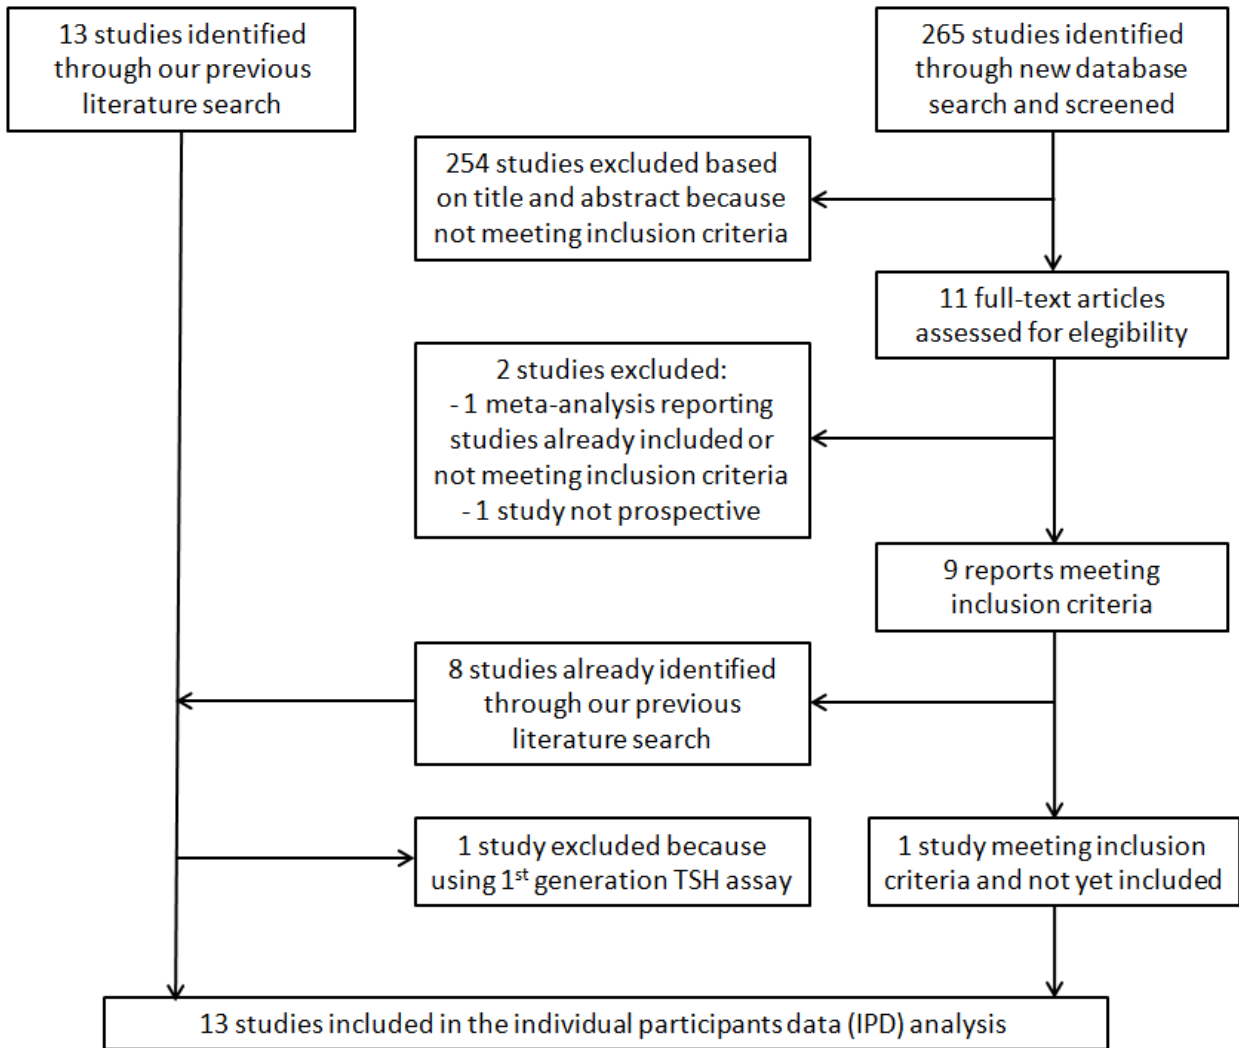 13 studies identified
through our previous
literature search
265 studies identified
through new database
search and screened
254 studies excluded based
on title and abstract because
not meeting inclusion criteria
11 full-text articles
assessed for elegibility
2 studies excluded:
- 1 meta-analysis reporting
studies already included or
not meeting inclusion criteria
- 1 study not prospective
9 reports meeting
inclusion criteria
8 studies already identified
through our previous
literature search
1 study excluded because
using 1st generation TSH assay
1 study meeting inclusion
criteria and not yet included
13 studies included in the individual participants data (IPD) analysis